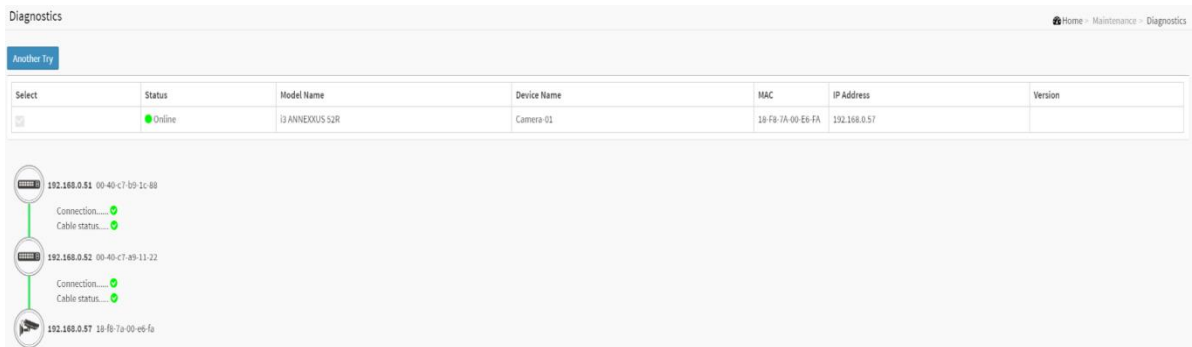 Diagnostics
Home > Maintenance > Diagnostics
Another Try
Select Status Model Name Device Name MAC IP Address Version
Online i3 ANNEXXUS 52R Camera-01 18-F8-7A-00-E6-FA 192.168.0.57
192.168.0.51 00-40-c7-b9-1c-88
Connection......
Cable status.....
192.168.0.52 00-40-c7-a9-11-22
Connection......
Cable status.....
192.168.0.57 18-f8-7a-00-e6-fa